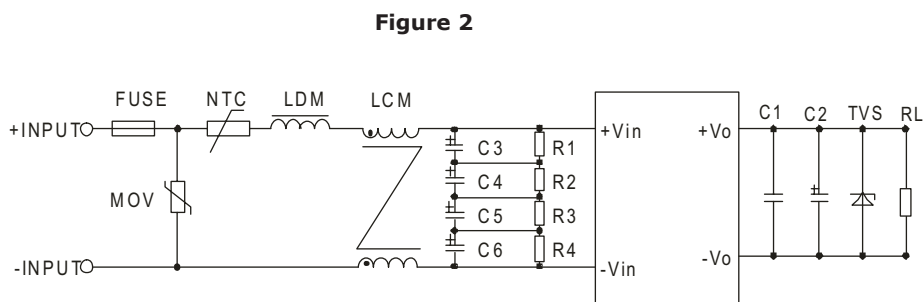 Figure 2
FUSE NTC LDM LCM
+INPUT
MOV
-INPUT
C3 R1
C4 R2
C5 R3
C6 R4
+Vin +Vo
-Vin -Vo
C1 C2 TVS RL